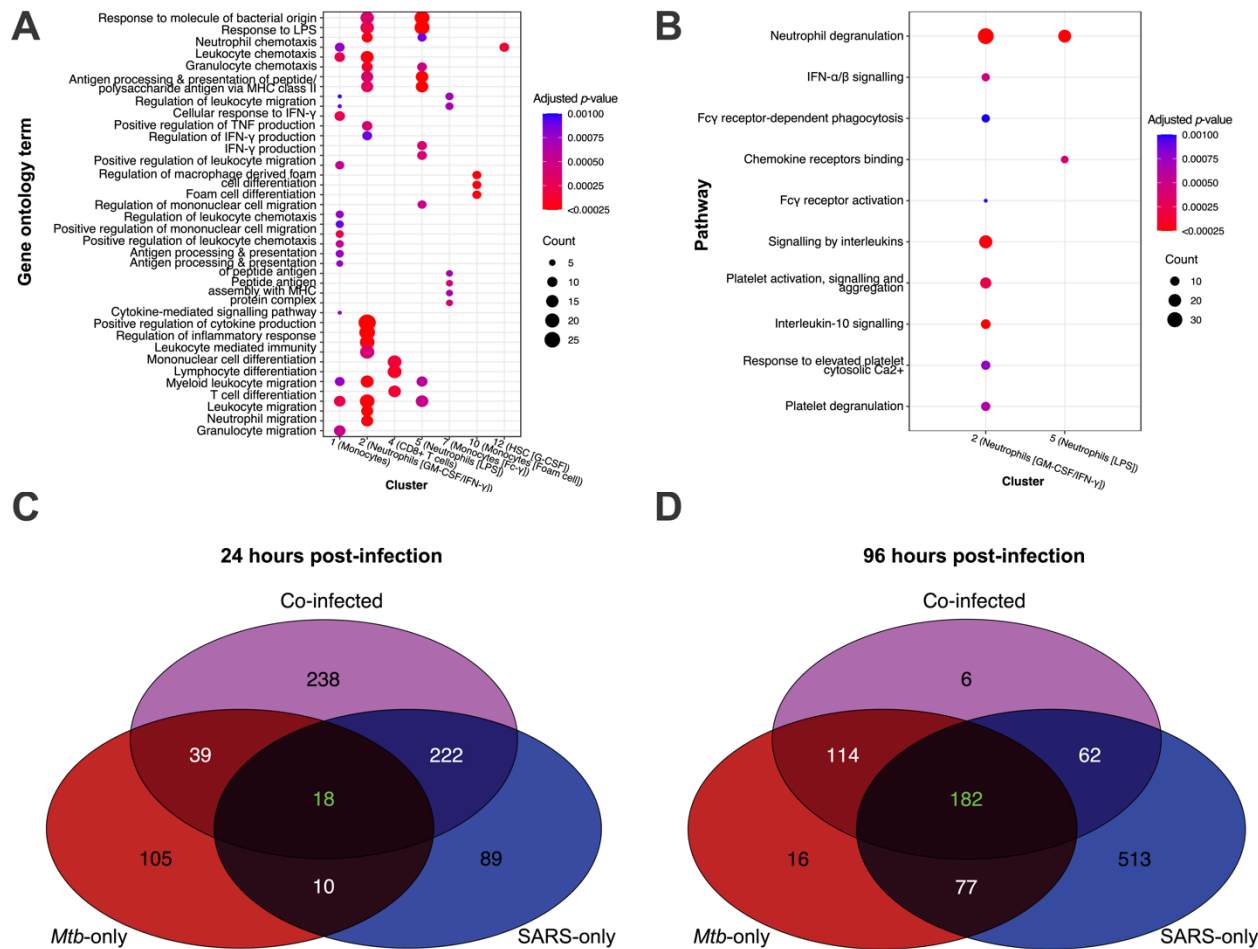 A
Gene ontology term
Response to molecule of bacterial origin
Response to LPS
Neutrophil chemotaxis
Leukocyte chemotaxis
Granulocyte chemotaxis
Antigen processing & presentation of peptide/
polysaccharide antigen via MHC class II
Regulation of leukocyte migration
Cellular response to IFN-γ
Positive regulation of TNF production
Regulation of IFN-γ production
IFN-γ production
Positive regulation of leukocyte migration
Regulation of macrophage derived foam
cell differentiation
Foam cell differentiation
Regulation of mononuclear cell migration
Regulation of leukocyte chemotaxis
Positive regulation of mononuclear cell migration
Positive regulation of leukocyte chemotaxis
Antigen processing & presentation
Antigen processing & presentation
of peptide antigen
Peptide antigen
assembly with MHC
protein complex
Cytokine-mediated signalling pathway
Positive regulation of cytokine production
Regulation of inflammatory response
Leukocyte mediated immunity
Mononuclear cell differentiation
Lymphocyte differentiation
Myeloid leukocyte migration
T cell differentiation
Leukocyte migration
Neutrophil migration
Granulocyte migration
1 (Monocytes)
2 (Neutrophils [GM-CSF/IFN-γ])
4 (CD8+ T cells)
5 (Neutrophils [LPS])
7 (Monocytes [Fc-γ])
10 (Monocytes [Foam cell])
12 (HSC [G-CSF])
Cluster
Adjusted p-value
0.00100
0.00075
0.00050
<0.00025
Count
5
10
15
20
25
B
Pathway
Neutrophil degranulation
IFN-α/β signalling
Fcγ receptor-dependent phagocytosis
Chemokine receptors binding
Fcγ receptor activation
Signalling by interleukins
Platelet activation, signalling and
aggregation
Interleukin-10 signalling
Response to elevated platelet
cytosolic Ca2+
Platelet degranulation
2 (Neutrophils [GM-CSF/IFN-γ])
5 (Neutrophils [LPS])
Cluster
Adjusted p-value
0.00100
0.00075
0.00050
<0.00025
Count
10
20
30
C
24 hours post-infection
Co-infected
238
39
222
18
105
89
10
Mtb-only
SARS-only
D
96 hours post-infection
Co-infected
6
114
62
182
16
513
77
Mtb-only
SARS-only